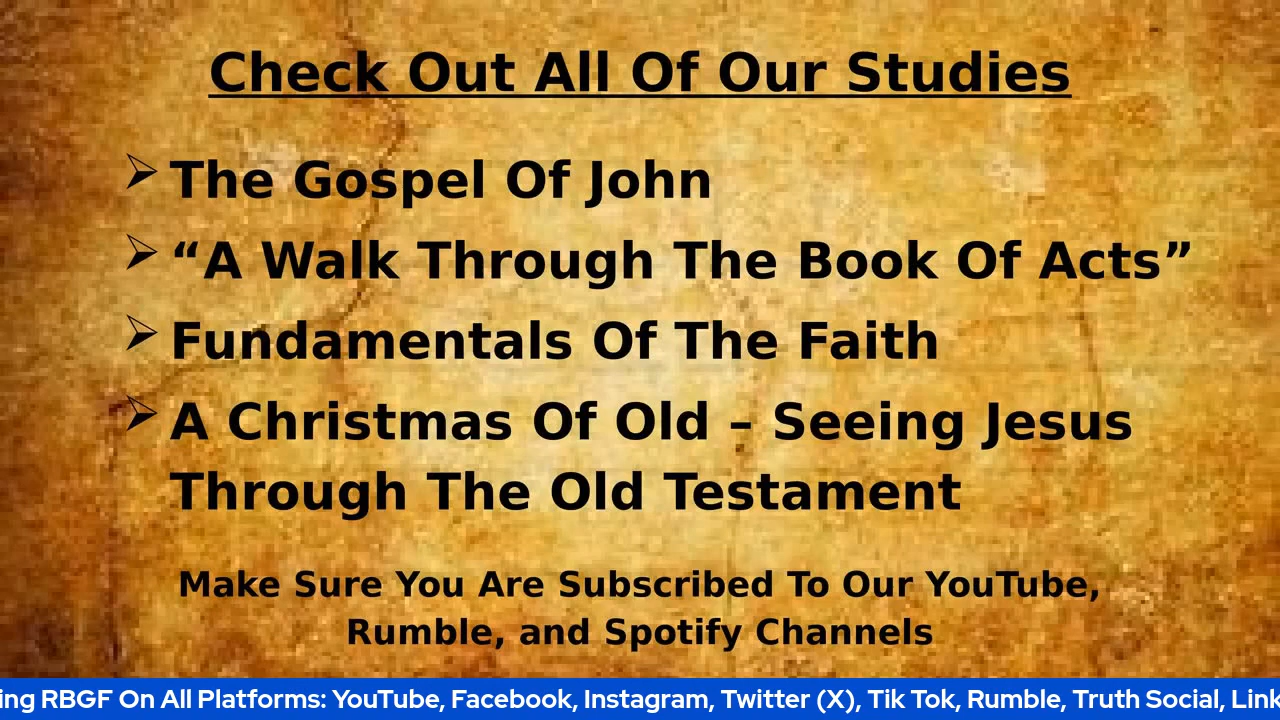 Check Out All Of Our Studies
➢ The Gospel Of John
➢ “A Walk Through The Book Of Acts”
➢ Fundamentals Of The Faith
➢ A Christmas Of Old – Seeing Jesus
Through The Old Testament
Make Sure You Are Subscribed To Our YouTube,
Rumble, and Spotify Channels
ing RBGF On All Platforms: YouTube, Facebook, Instagram, Twitter (X), Tik Tok, Rumble, Truth Social, Link